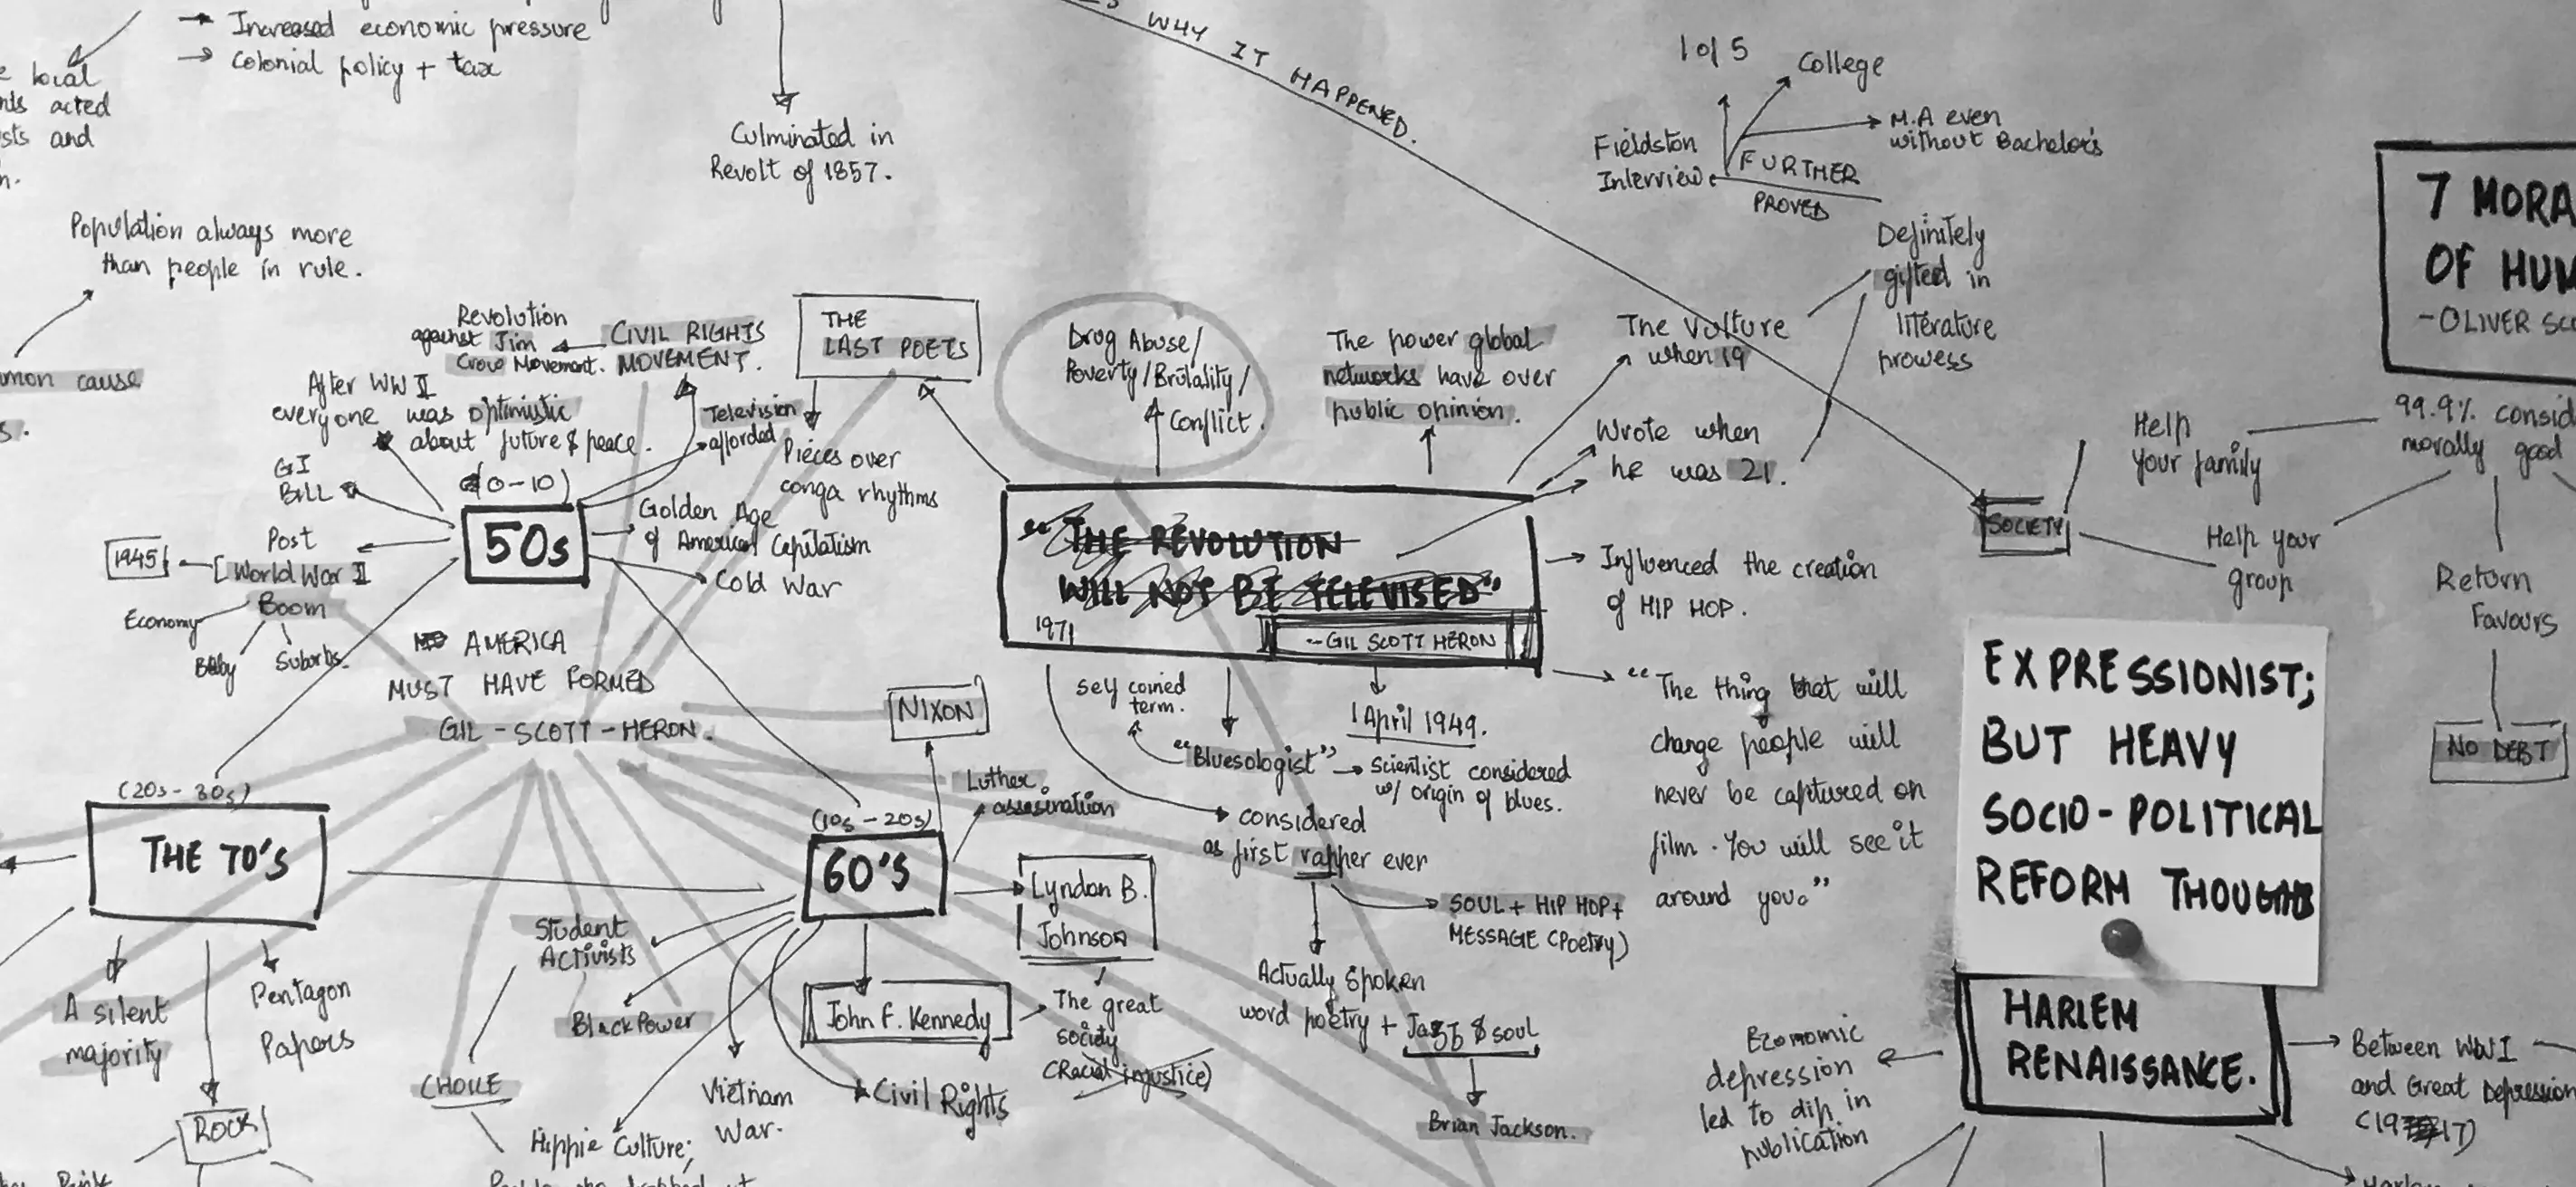 → Increased economic pressure
→ Colonial policy + tax
local
acted
and
Culminated in
Revolt of 1857.
WHY IT HAPPENED.
1 of 5
College
M.A even
without Bachelor's
Fieldston
Interview
FURTHER
PROVED
Definitely
gifted in
literature
prowess
7 MORA
OF HUM
-OLIVER SC
Population always more
than people in rule.
cause
Revolution
against Jim
Crow Movement.
CIVIL RIGHTS
MOVEMENT.
THE
LAST POETS
Drug Abuse/
Poverty/Brutality/
Conflict.
The power global
networks have over
public opinion.
The Vulture
when 19
Wrote when
he was 21.
After WW II
everyone was optimistic
about future & peace.
Television
afforded
Pieces over
conga rhythms
GI
BILL
(0-10)
50s
Golden Age
of American Capitalism
Cold War
1945
Post
World War II
Boom
Economy
Baby
Suburbs.
"THE REVOLUTION
WILL NOT BE TELEVISED"
1971
--GIL SCOTT HERON
Influenced the creation
of HIP HOP.
SOCIETY
Help
your family
99.9% consid
morally good
Help your
group
Return
Favours
NO DEBT
AMERICA
MUST HAVE FORMED
GIL-SCOTT-HERON.
NIXON
self coined
term.
"Bluesologist"
1 April 1949.
Scientist considered
w/ origin of blues.
"The thing that will
change people will
never be captured on
film. You will see it
around you."
EXPRESSIONIST;
BUT HEAVY
SOCIO-POLITICAL
REFORM THOUGHTS
(20s-30s)
THE 70'S
(10s-20s)
60'S
Luther
assasination
considered
as first rapher ever
SOUL + HIP HOP+
MESSAGE (Poetry)
Lyndon B.
Johnson
Student
Activists
Black Power
John F. Kennedy
The great
society
(Racial injustice)
Actually spoken
word poetry + Jazz & soul
Brian Jackson.
A silent
majority
Pentagon
Papers
ROCK
CHOICE
Hippie Culture;
Vietnam
War.
Civil Rights
HARLEM
RENAISSANCE.
Economic
depression
led to dip in
publication
Between WWI
and Great Depression